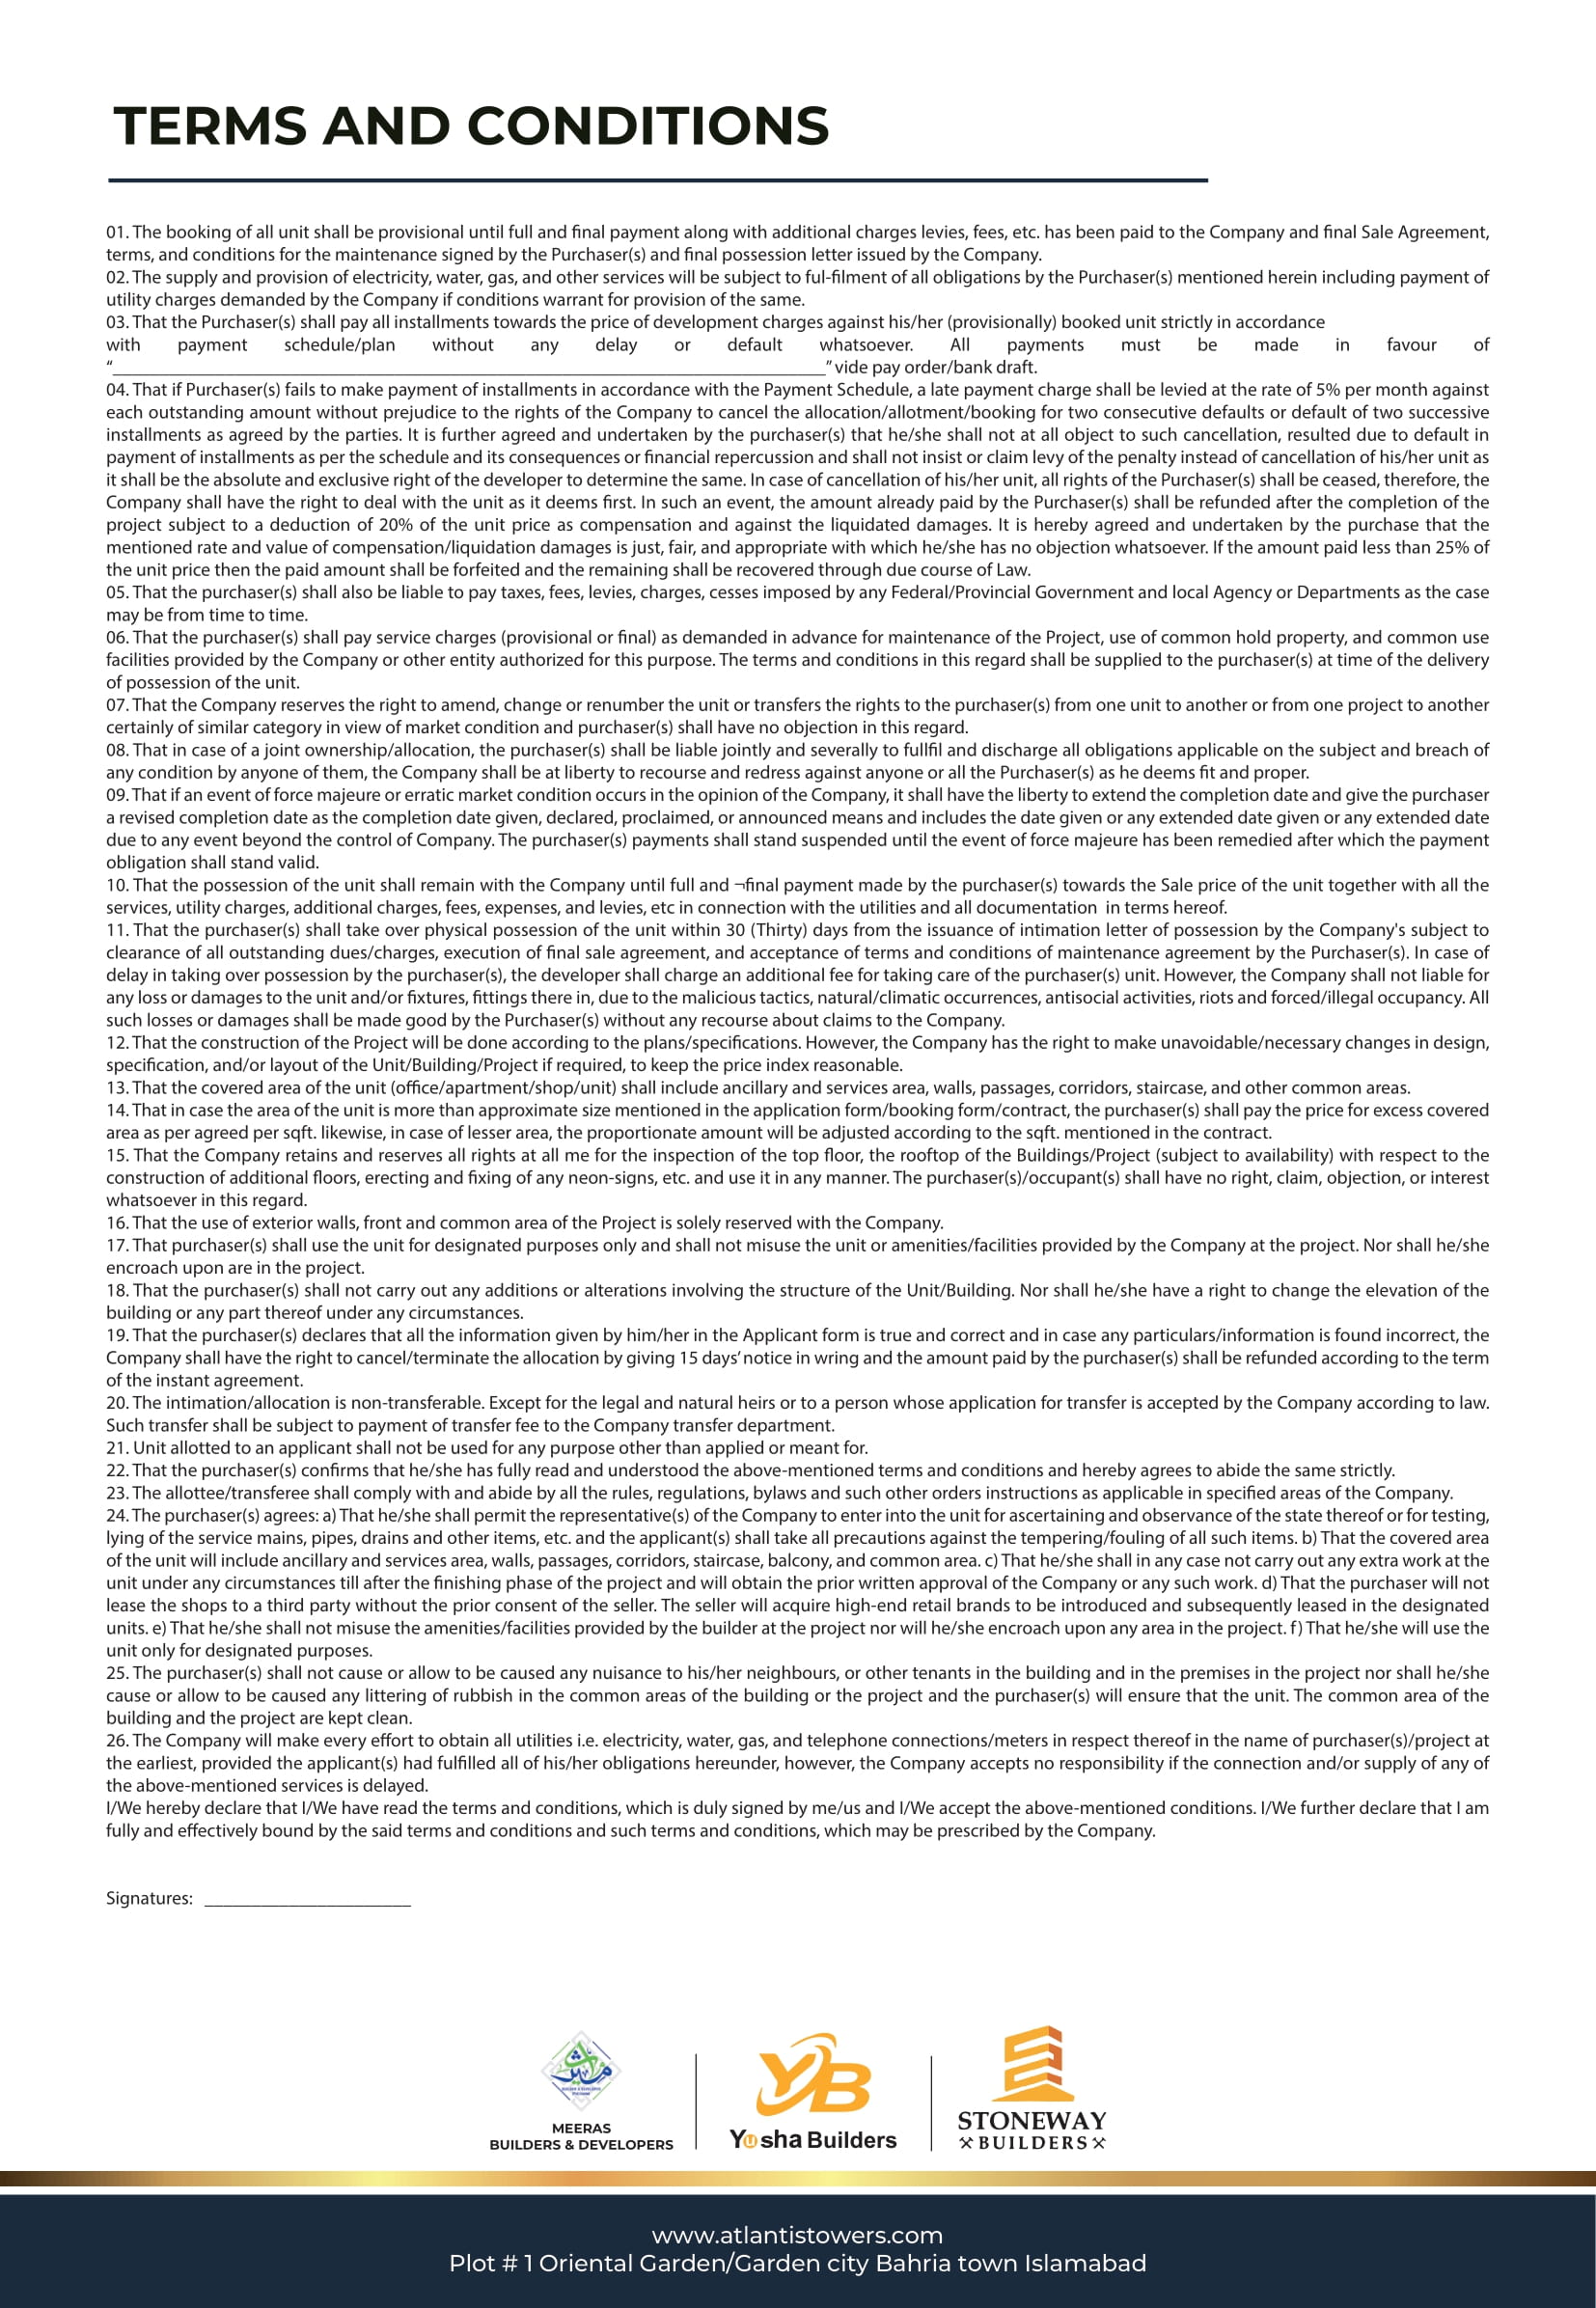 TERMS AND CONDITIONS
01. The booking of all unit shall be provisional until full and final payment along with additional charges levies, fees, etc. has been paid to the Company and final Sale Agreement,
terms, and conditions for the maintenance signed by the Purchaser(s) and final possession letter issued by the Company.
02. The supply and provision of electricity, water, gas, and other services will be subject to ful-filment of all obligations by the Purchaser(s) mentioned herein including payment of
utility charges demanded by the Company if conditions warrant for provision of the same.
03. That the Purchaser(s) shall pay all installments towards the price of development charges against his/her (provisionally) booked unit strictly in accordance
with payment schedule/plan without any delay or default whatsoever. All payments must be made in favour of
“____________________________________________________________________________” vide pay order/bank draft.
04. That if Purchaser(s) fails to make payment of installments in accordance with the Payment Schedule, a late payment charge shall be levied at the rate of 5% per month against
each outstanding amount without prejudice to the rights of the Company to cancel the allocation/allotment/booking for two consecutive defaults or default of two successive
installments as agreed by the parties. It is further agreed and undertaken by the purchaser(s) that he/she shall not at all object to such cancellation, resulted due to default in
payment of installments as per the schedule and its consequences or financial repercussion and shall not insist or claim levy of the penalty instead of cancellation of his/her unit as
it shall be the absolute and exclusive right of the developer to determine the same. In case of cancellation of his/her unit, all rights of the Purchaser(s) shall be ceased, therefore, the
Company shall have the right to deal with the unit as it deems first. In such an event, the amount already paid by the Purchaser(s) shall be refunded after the completion of the
project subject to a deduction of 20% of the unit price as compensation and against the liquidated damages. It is hereby agreed and undertaken by the purchase that the
mentioned rate and value of compensation/liquidation damages is just, fair, and appropriate with which he/she has no objection whatsoever. If the amount paid less than 25% of
the unit price then the paid amount shall be forfeited and the remaining shall be recovered through due course of Law.
05. That the purchaser(s) shall also be liable to pay taxes, fees, levies, charges, cesses imposed by any Federal/Provincial Government and local Agency or Departments as the case
may be from time to time.
06. That the purchaser(s) shall pay service charges (provisional or final) as demanded in advance for maintenance of the Project, use of common hold property, and common use
facilities provided by the Company or other entity authorized for this purpose. The terms and conditions in this regard shall be supplied to the purchaser(s) at time of the delivery
of possession of the unit.
07. That the Company reserves the right to amend, change or renumber the unit or transfers the rights to the purchaser(s) from one unit to another or from one project to another
certainly of similar category in view of market condition and purchaser(s) shall have no objection in this regard.
08. That in case of a joint ownership/allocation, the purchaser(s) shall be liable jointly and severally to fullfil and discharge all obligations applicable on the subject and breach of
any condition by anyone of them, the Company shall be at liberty to recourse and redress against anyone or all the Purchaser(s) as he deems fit and proper.
09. That if an event of force majeure or erratic market condition occurs in the opinion of the Company, it shall have the liberty to extend the completion date and give the purchaser
a revised completion date as the completion date given, declared, proclaimed, or announced means and includes the date given or any extended date given or any extended date
due to any event beyond the control of Company. The purchaser(s) payments shall stand suspended until the event of force majeure has been remedied after which the payment
obligation shall stand valid.
10. That the possession of the unit shall remain with the Company until full and ¬final payment made by the purchaser(s) towards the Sale price of the unit together with all the
services, utility charges, additional charges, fees, expenses, and levies, etc in connection with the utilities and all documentation in terms hereof.
11. That the purchaser(s) shall take over physical possession of the unit within 30 (Thirty) days from the issuance of intimation letter of possession by the Company's subject to
clearance of all outstanding dues/charges, execution of final sale agreement, and acceptance of terms and conditions of maintenance agreement by the Purchaser(s). In case of
delay in taking over possession by the purchaser(s), the developer shall charge an additional fee for taking care of the purchaser(s) unit. However, the Company shall not liable for
any loss or damages to the unit and/or fixtures, fittings there in, due to the malicious tactics, natural/climatic occurrences, antisocial activities, riots and forced/illegal occupancy. All
such losses or damages shall be made good by the Purchaser(s) without any recourse about claims to the Company.
12. That the construction of the Project will be done according to the plans/specifications. However, the Company has the right to make unavoidable/necessary changes in design,
specification, and/or layout of the Unit/Building/Project if required, to keep the price index reasonable.
13. That the covered area of the unit (office/apartment/shop/unit) shall include ancillary and services area, walls, passages, corridors, staircase, and other common areas.
14. That in case the area of the unit is more than approximate size mentioned in the application form/booking form/contract, the purchaser(s) shall pay the price for excess covered
area as per agreed per sqft. likewise, in case of lesser area, the proportionate amount will be adjusted according to the sqft. mentioned in the contract.
15. That the Company retains and reserves all rights at all me for the inspection of the top floor, the rooftop of the Buildings/Project (subject to availability) with respect to the
construction of additional floors, erecting and fixing of any neon-signs, etc. and use it in any manner. The purchaser(s)/occupant(s) shall have no right, claim, objection, or interest
whatsoever in this regard.
16. That the use of exterior walls, front and common area of the Project is solely reserved with the Company.
17. That purchaser(s) shall use the unit for designated purposes only and shall not misuse the unit or amenities/facilities provided by the Company at the project. Nor shall he/she
encroach upon are in the project.
18. That the purchaser(s) shall not carry out any additions or alterations involving the structure of the Unit/Building. Nor shall he/she have a right to change the elevation of the
building or any part thereof under any circumstances.
19. That the purchaser(s) declares that all the information given by him/her in the Applicant form is true and correct and in case any particulars/information is found incorrect, the
Company shall have the right to cancel/terminate the allocation by giving 15 days’ notice in wring and the amount paid by the purchaser(s) shall be refunded according to the term
of the instant agreement.
20. The intimation/allocation is non-transferable. Except for the legal and natural heirs or to a person whose application for transfer is accepted by the Company according to law.
Such transfer shall be subject to payment of transfer fee to the Company transfer department.
21. Unit allotted to an applicant shall not be used for any purpose other than applied or meant for.
22. That the purchaser(s) confirms that he/she has fully read and understood the above-mentioned terms and conditions and hereby agrees to abide the same strictly.
23. The allottee/transferee shall comply with and abide by all the rules, regulations, bylaws and such other orders instructions as applicable in specified areas of the Company.
24. The purchaser(s) agrees: a) That he/she shall permit the representative(s) of the Company to enter into the unit for ascertaining and observance of the state thereof or for testing,
lying of the service mains, pipes, drains and other items, etc. and the applicant(s) shall take all precautions against the tempering/fouling of all such items. b) That the covered area
of the unit will include ancillary and services area, walls, passages, corridors, staircase, balcony, and common area. c) That he/she shall in any case not carry out any extra work at the
unit under any circumstances till after the finishing phase of the project and will obtain the prior written approval of the Company or any such work. d) That the purchaser will not
lease the shops to a third party without the prior consent of the seller. The seller will acquire high-end retail brands to be introduced and subsequently leased in the designated
units. e) That he/she shall not misuse the amenities/facilities provided by the builder at the project nor will he/she encroach upon any area in the project. f) That he/she will use the
unit only for designated purposes.
25. The purchaser(s) shall not cause or allow to be caused any nuisance to his/her neighbours, or other tenants in the building and in the premises in the project nor shall he/she
cause or allow to be caused any littering of rubbish in the common areas of the building or the project and the purchaser(s) will ensure that the unit. The common area of the
building and the project are kept clean.
26. The Company will make every effort to obtain all utilities i.e. electricity, water, gas, and telephone connections/meters in respect thereof in the name of purchaser(s)/project at
the earliest, provided the applicant(s) had fulfilled all of his/her obligations hereunder, however, the Company accepts no responsibility if the connection and/or supply of any of
the above-mentioned services is delayed.
I/We hereby declare that I/We have read the terms and conditions, which is duly signed by me/us and I/We accept the above-mentioned conditions. I/We further declare that I am
fully and effectively bound by the said terms and conditions and such terms and conditions, which may be prescribed by the Company.
Signatures: ______________________
MEERAS
BUILDERS & DEVELOPERS
YB
Yusha Builders
STONEWAY
BUILDERS
www.atlantistowers.com
Plot # 1 Oriental Garden/Garden city Bahria town Islamabad